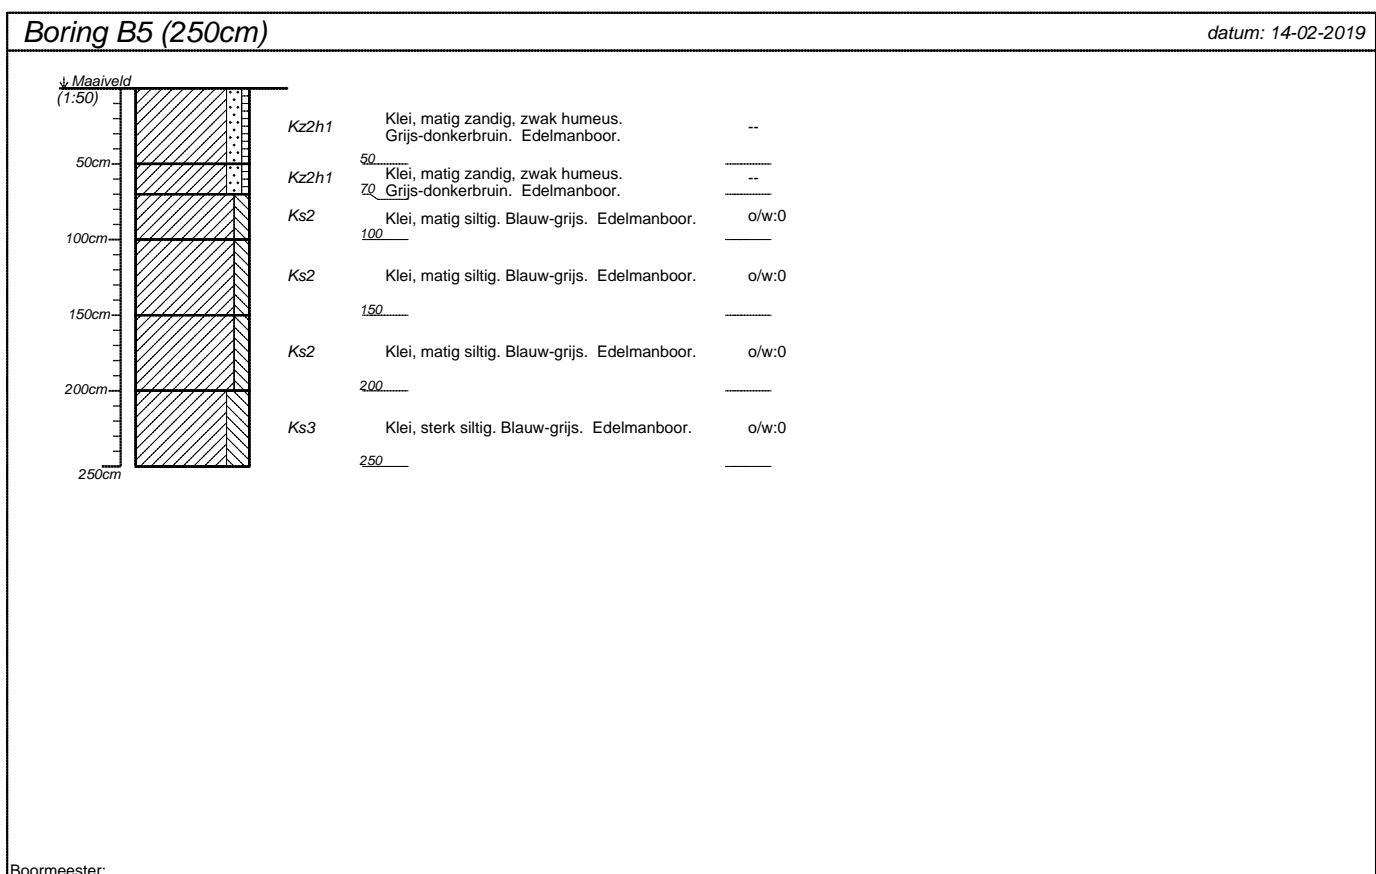 Boring B5 (250cm)
datum: 14-02-2019
Maaiveld
(1:50)
Kz2h1 Klei, matig zandig, zwak humeus. --
Grijs-donkerbruin. Edelmanboor.
50cm 50
Kz2h1 Klei, matig zandig, zwak humeus. --
70 Grijs-donkerbruin. Edelmanboor.
Ks2 Klei, matig siltig. Blauw-grijs. Edelmanboor. o/w:0
100cm 100
Ks2 Klei, matig siltig. Blauw-grijs. Edelmanboor. o/w:0
150cm 150
Ks2 Klei, matig siltig. Blauw-grijs. Edelmanboor. o/w:0
200cm 200
Ks3 Klei, sterk siltig. Blauw-grijs. Edelmanboor. o/w:0
250cm 250
Boormeester: